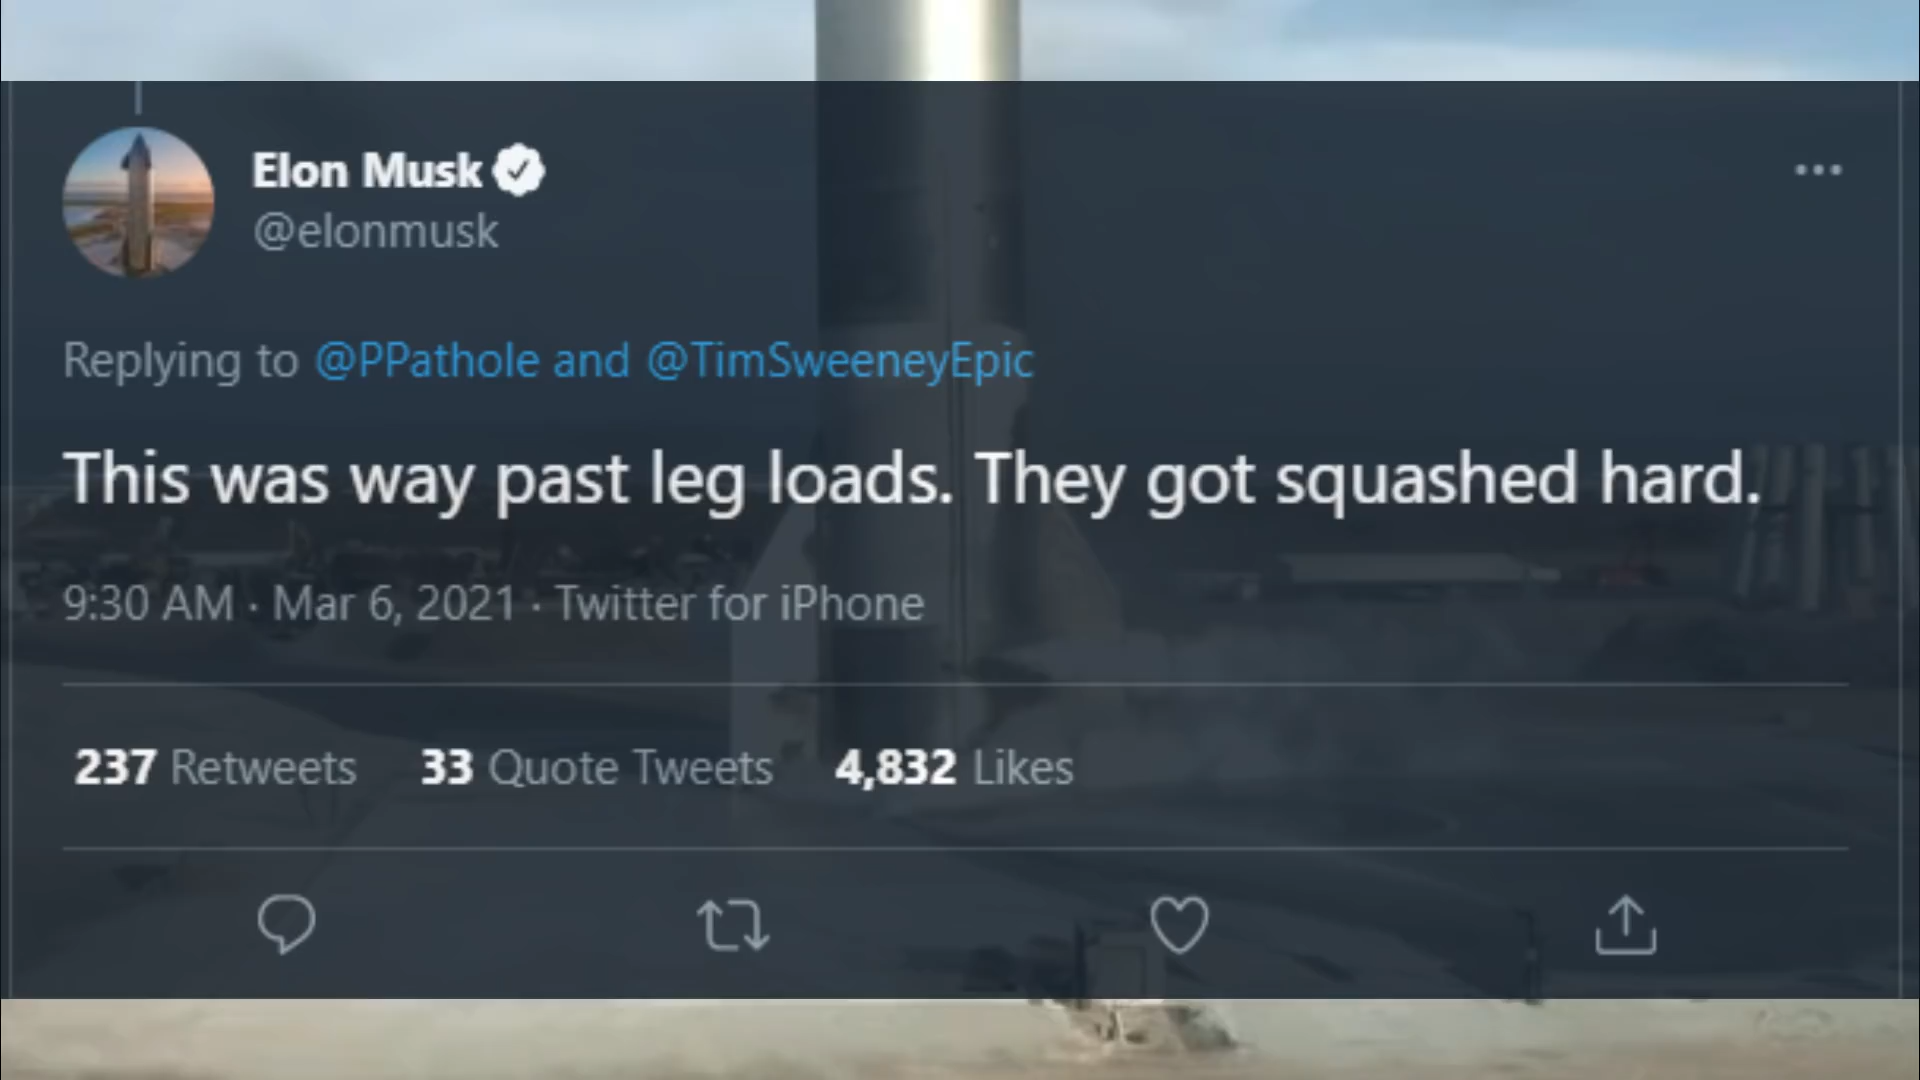 Elon Musk
@elonmusk
Replying to @PPathole and @TimSweeneyEpic
This was way past leg loads. They got squashed hard.
9:30 AM · Mar 6, 2021 · Twitter for iPhone
237 Retweets 33 Quote Tweets 4,832 Likes